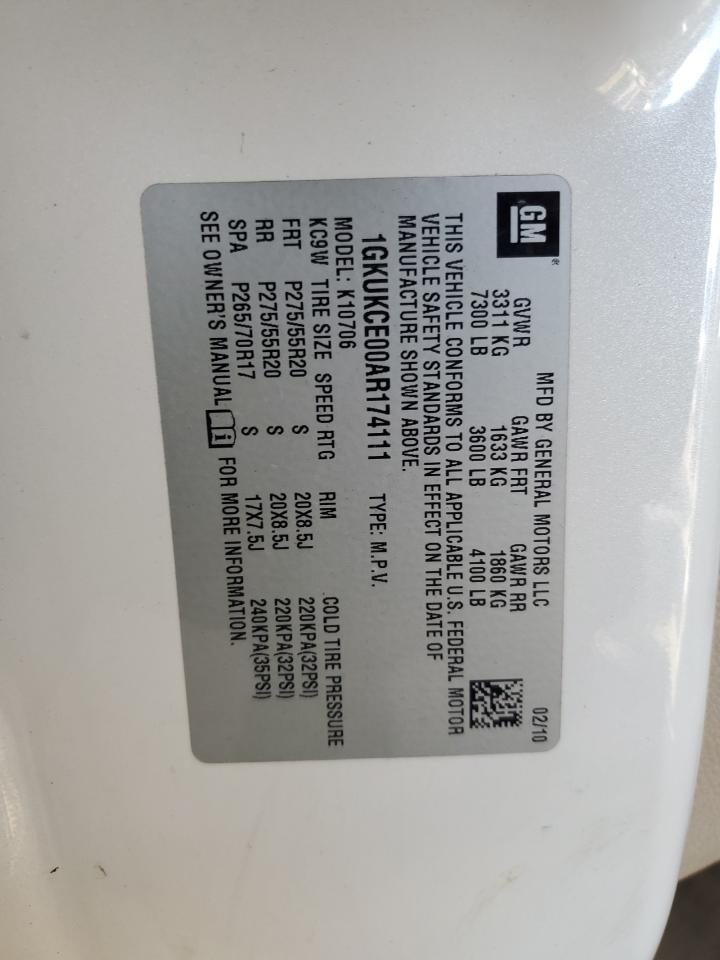 GM
MFD BY GENERAL MOTORS LLC 02/10
GVWR GAWR FRT GAWR RR
3311 KG 1633 KG 1860 KG
7300 LB 3600 LB 4100 LB
THIS VEHICLE CONFORMS TO ALL APPLICABLE U.S. FEDERAL MOTOR
VEHICLE SAFETY STANDARDS IN EFFECT ON THE DATE OF
MANUFACTURE SHOWN ABOVE.
1GKUKCE00AR174111 TYPE: M.P.V.
MODEL: K10706
KC9W TIRE SIZE SPEED RTG RIM COLD TIRE PRESSURE
FRT P275/55R20 S 20X8.5J 220KPA(32PSI)
RR P275/55R20 S 20X8.5J 220KPA(32PSI)
SPA P265/70R17 S 17X7.5J 240KPA(35PSI)
SEE OWNER'S MANUAL FOR MORE INFORMATION.